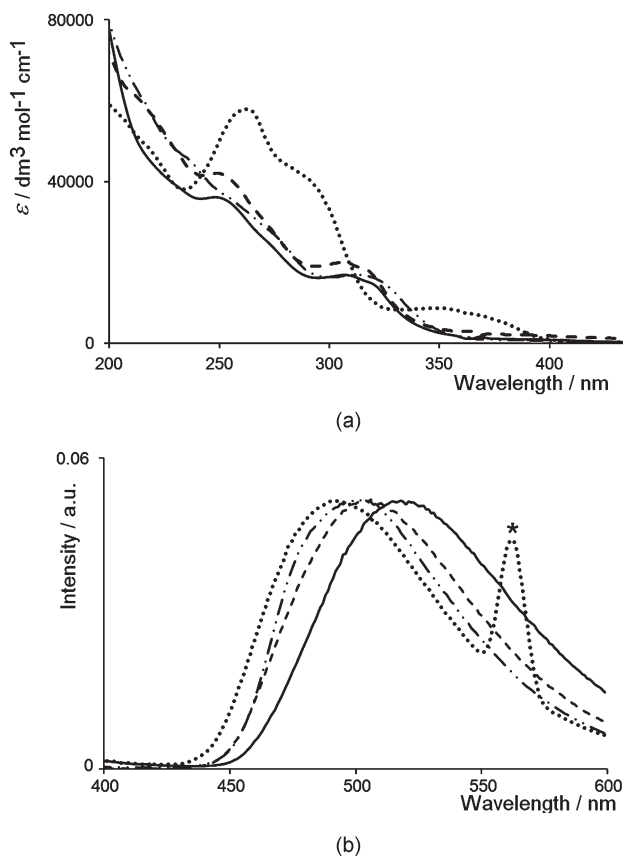 80000
40000
0
ε / dm³ mol⁻¹ cm⁻¹
200
250
300
350
400
Wavelength / nm
(a)
0.06
0
Intensity / a.u.
*
400
450
500
550
600
Wavelength / nm
(b)